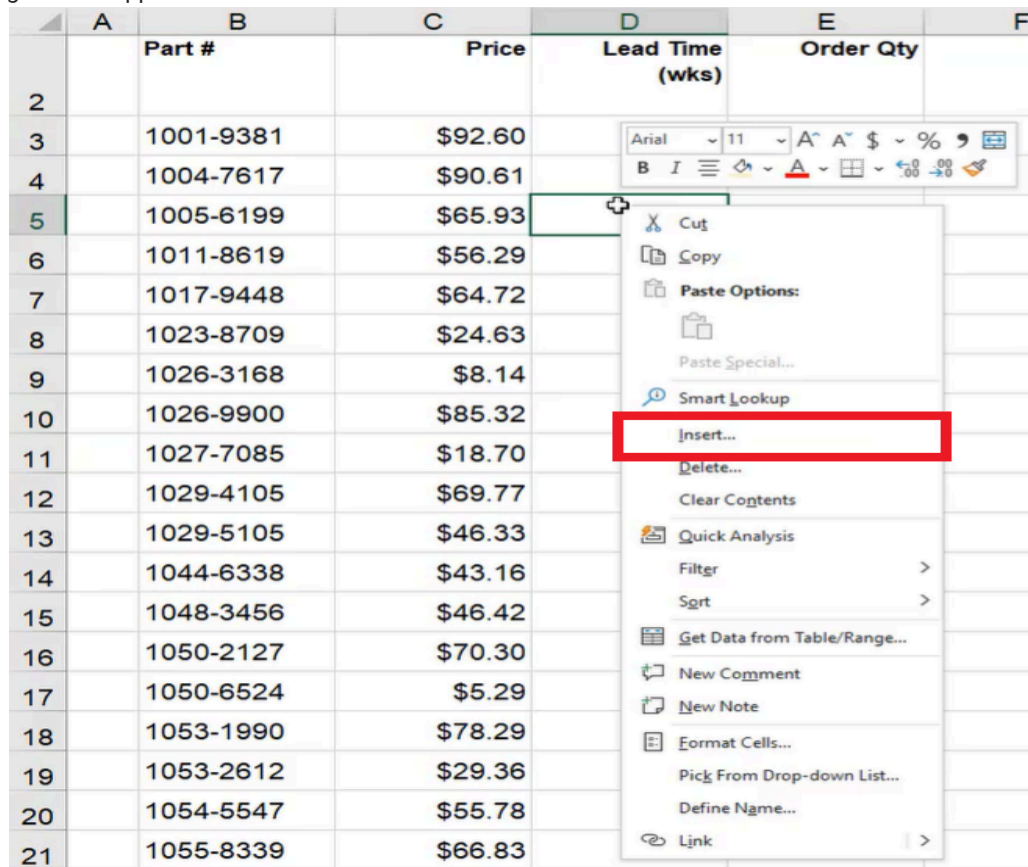 A B C D E F
Part # Price Lead Time Order Qty
(wks)
2
3 1001-9381 $92.60
4 1004-7617 $90.61
5 1005-6199 $65.93
6 1011-8619 $56.29
7 1017-9448 $64.72
8 1023-8709 $24.63
9 1026-3168 $8.14
10 1026-9900 $85.32
11 1027-7085 $18.70
12 1029-4105 $69.77
13 1029-5105 $46.33
14 1044-6338 $43.16
15 1048-3456 $46.42
16 1050-2127 $70.30
17 1050-6524 $5.29
18 1053-1990 $78.29
19 1053-2612 $29.36
20 1054-5547 $55.78
21 1055-8339 $66.83
Arial 11 A A $ % ,
B I A .00 .00
Cut
Copy
Paste Options:
Paste Special...
Smart Lookup
Insert...
Delete...
Clear Contents
Quick Analysis
Filter
Sort
Get Data from Table/Range...
New Comment
New Note
Format Cells...
Pick From Drop-down List...
Define Name...
Link